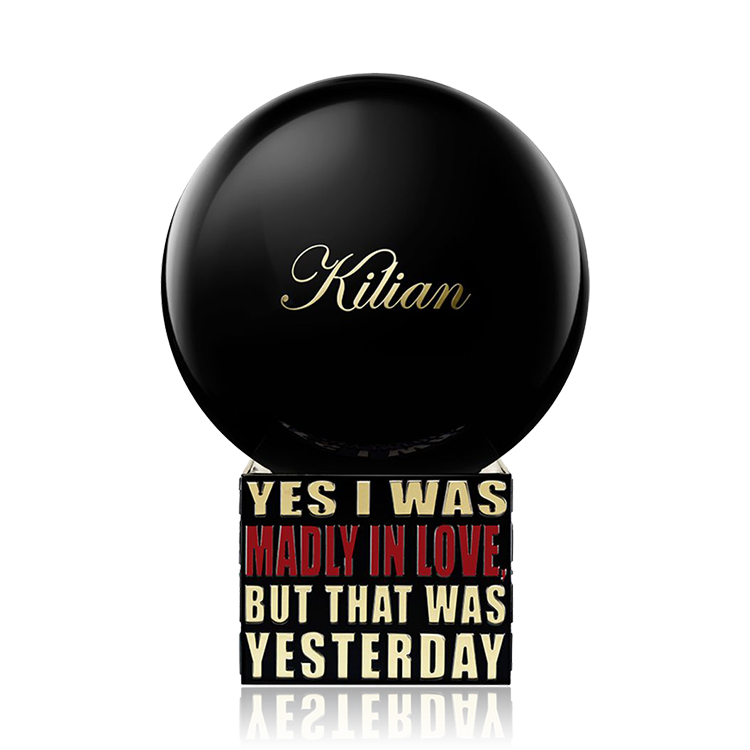 Kilian
YES I WAS
MADLY IN LOVE,
BUT THAT WAS
YESTERDAY